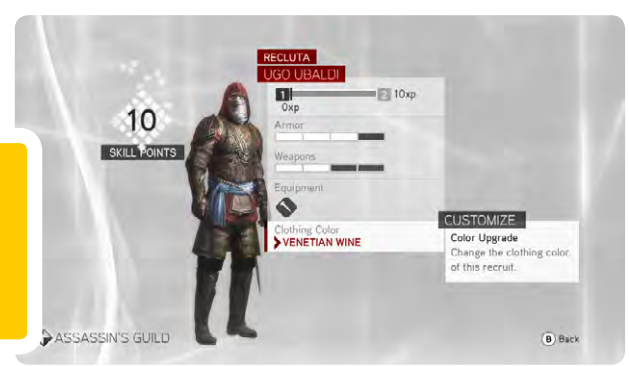 RECLUTA
UGO UBALDI
1
2 10xp
0xp
10
SKILL POINTS
Armor
Weapons
Equipment
Clothing Color
VENETIAN WINE
CUSTOMIZE
Color Upgrade
Change the clothing color
of this recruit.
ASSASSIN'S GUILD
B Back